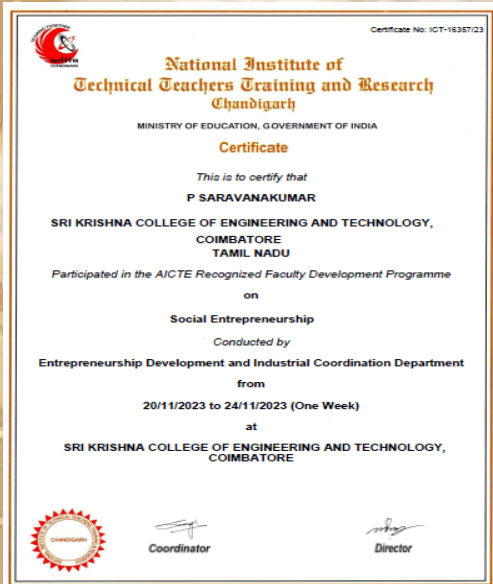 Certificate No: ICT-16357/23
National Institute of
Technical Teachers Training and Research
Chandigarh
MINISTRY OF EDUCATION, GOVERNMENT OF INDIA
Certificate
This is to certify that
P SARAVANAKUMAR
SRI KRISHNA COLLEGE OF ENGINEERING AND TECHNOLOGY,
COIMBATORE
TAMIL NADU
Participated in the AICTE Recognized Faculty Development Programme
on
Social Entrepreneurship
Conducted by
Entrepreneurship Development and Industrial Coordination Department
from
20/11/2023 to 24/11/2023 (One Week)
at
SRI KRISHNA COLLEGE OF ENGINEERING AND TECHNOLOGY,
COIMBATORE
CHANDIGARH
Coordinator
Director